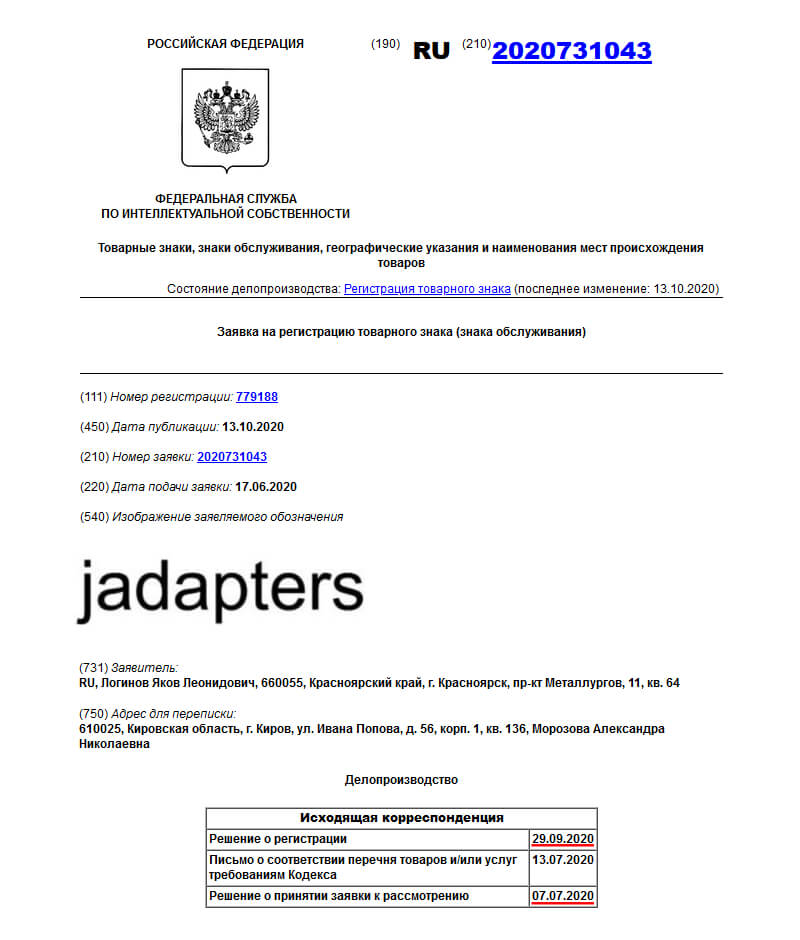 РОССИЙСКАЯ ФЕДЕРАЦИЯ
(190) RU (210) 2020731043
ФЕДЕРАЛЬНАЯ СЛУЖБА
ПО ИНТЕЛЛЕКТУАЛЬНОЙ СОБСТВЕННОСТИ
Товарные знаки, знаки обслуживания, географические указания и наименования мест происхождения
товаров
Состояние делопроизводства: Регистрация товарного знака (последнее изменение: 13.10.2020)
Заявка на регистрацию товарного знака (знака обслуживания)
(111) Номер регистрации: 779188
(450) Дата публикации: 13.10.2020
(210) Номер заявки: 2020731043
(220) Дата подачи заявки: 17.06.2020
(540) Изображение заявляемого обозначения
jadapters
(731) Заявитель:
RU, Логинов Яков Леонидович, 660055, Красноярский край, г. Красноярск, пр-кт Металлургов, 11, кв. 64
(750) Адрес для переписки:
610025, Кировская область, г. Киров, ул. Ивана Попова, д. 56, корп. 1, кв. 136, Морозова Александра
Николаевна
Делопроизводство
Исходящая корреспонденция
Решение о регистрации 29.09.2020
Письмо о соответствии перечня товаров и/или услуг 13.07.2020
требованиям Кодекса
Решение о принятии заявки к рассмотрению 07.07.2020